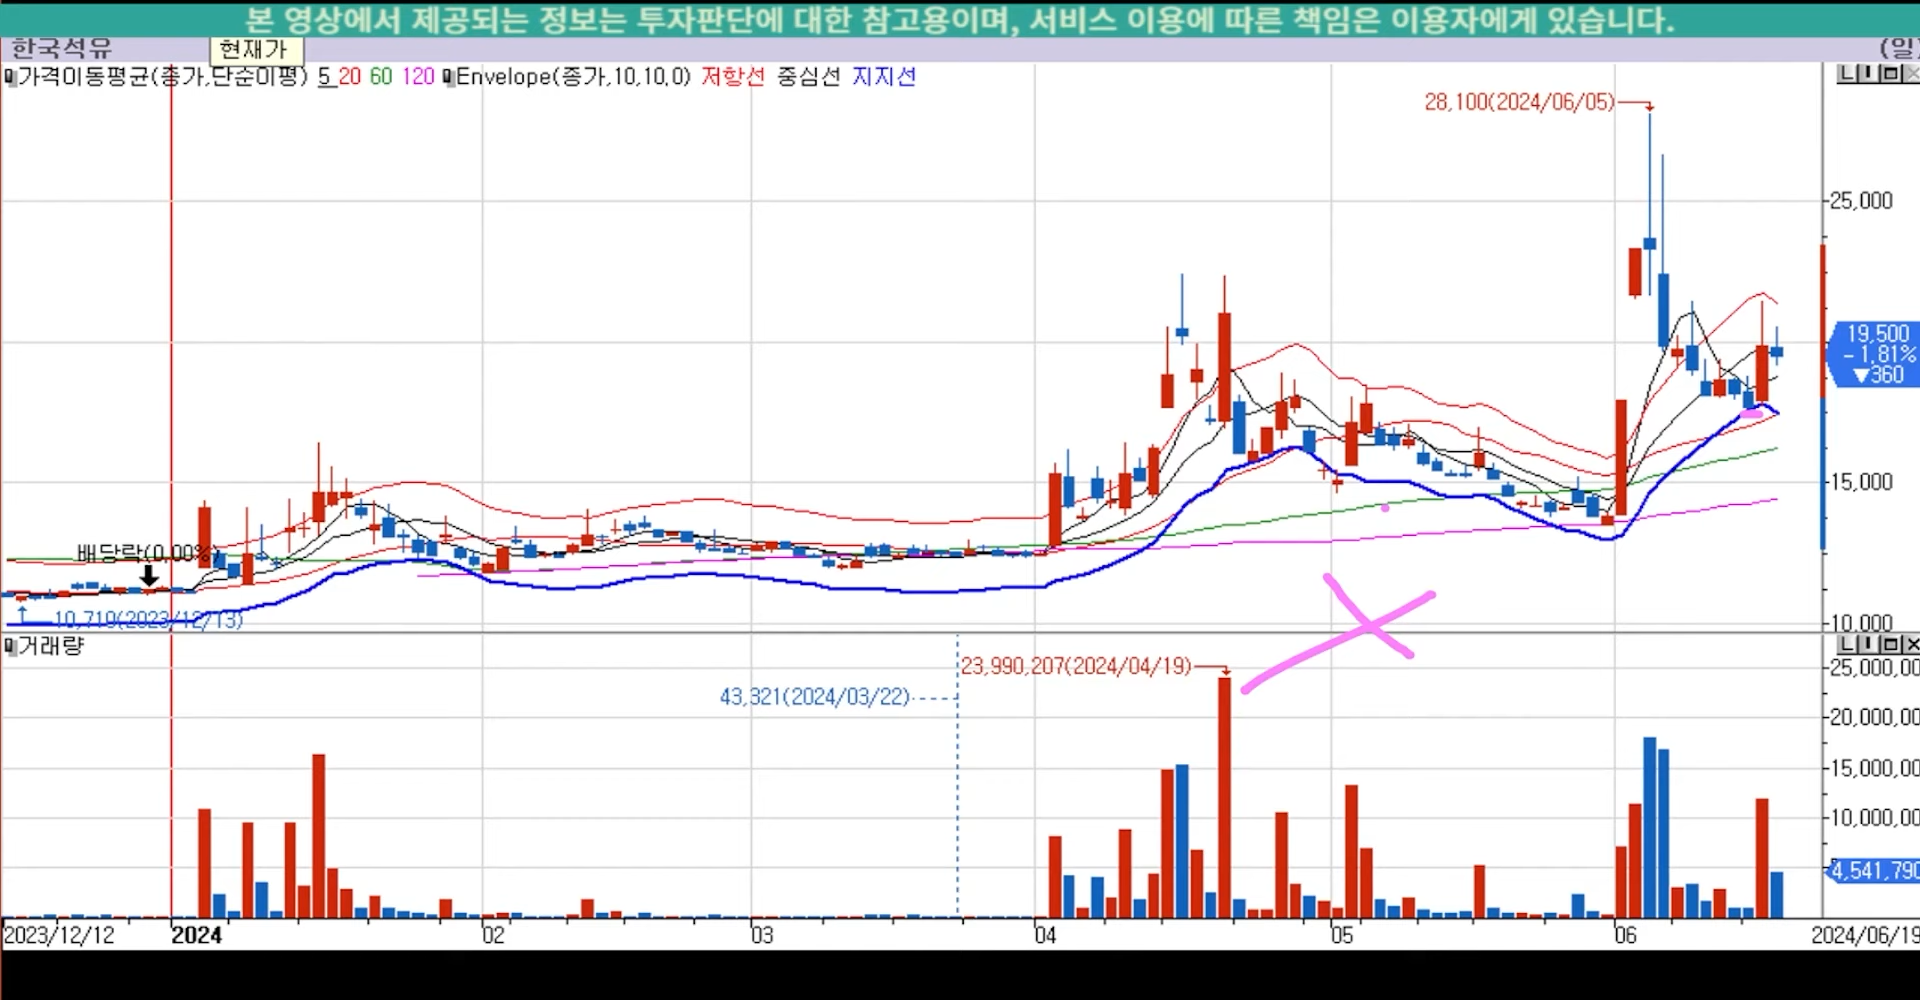 본 영상에서 제공되는 정보는 투자판단에 대한 참고용이며, 서비스 이용에 따른 책임은 이용자에게 있습니다.
한국석유 현재가 (일)
가격이동평균(종가,단순이평) 5 20 60 120 Envelope(종가,10,10,0) 저항선 중심선 지지선
28,100(2024/06/05)
25,000
19,500
-1,81%
▼360
15,000
배당락(0,00%)
10,710(2023/12/13)
10,000
거래량
23,990,207(2024/04/19)
25,000,00
43,321(2024/03/22)
20,000,00
15,000,00
10,000,00
4,541,790
2023/12/12 2024 02 03 04 05 06 2024/06/19